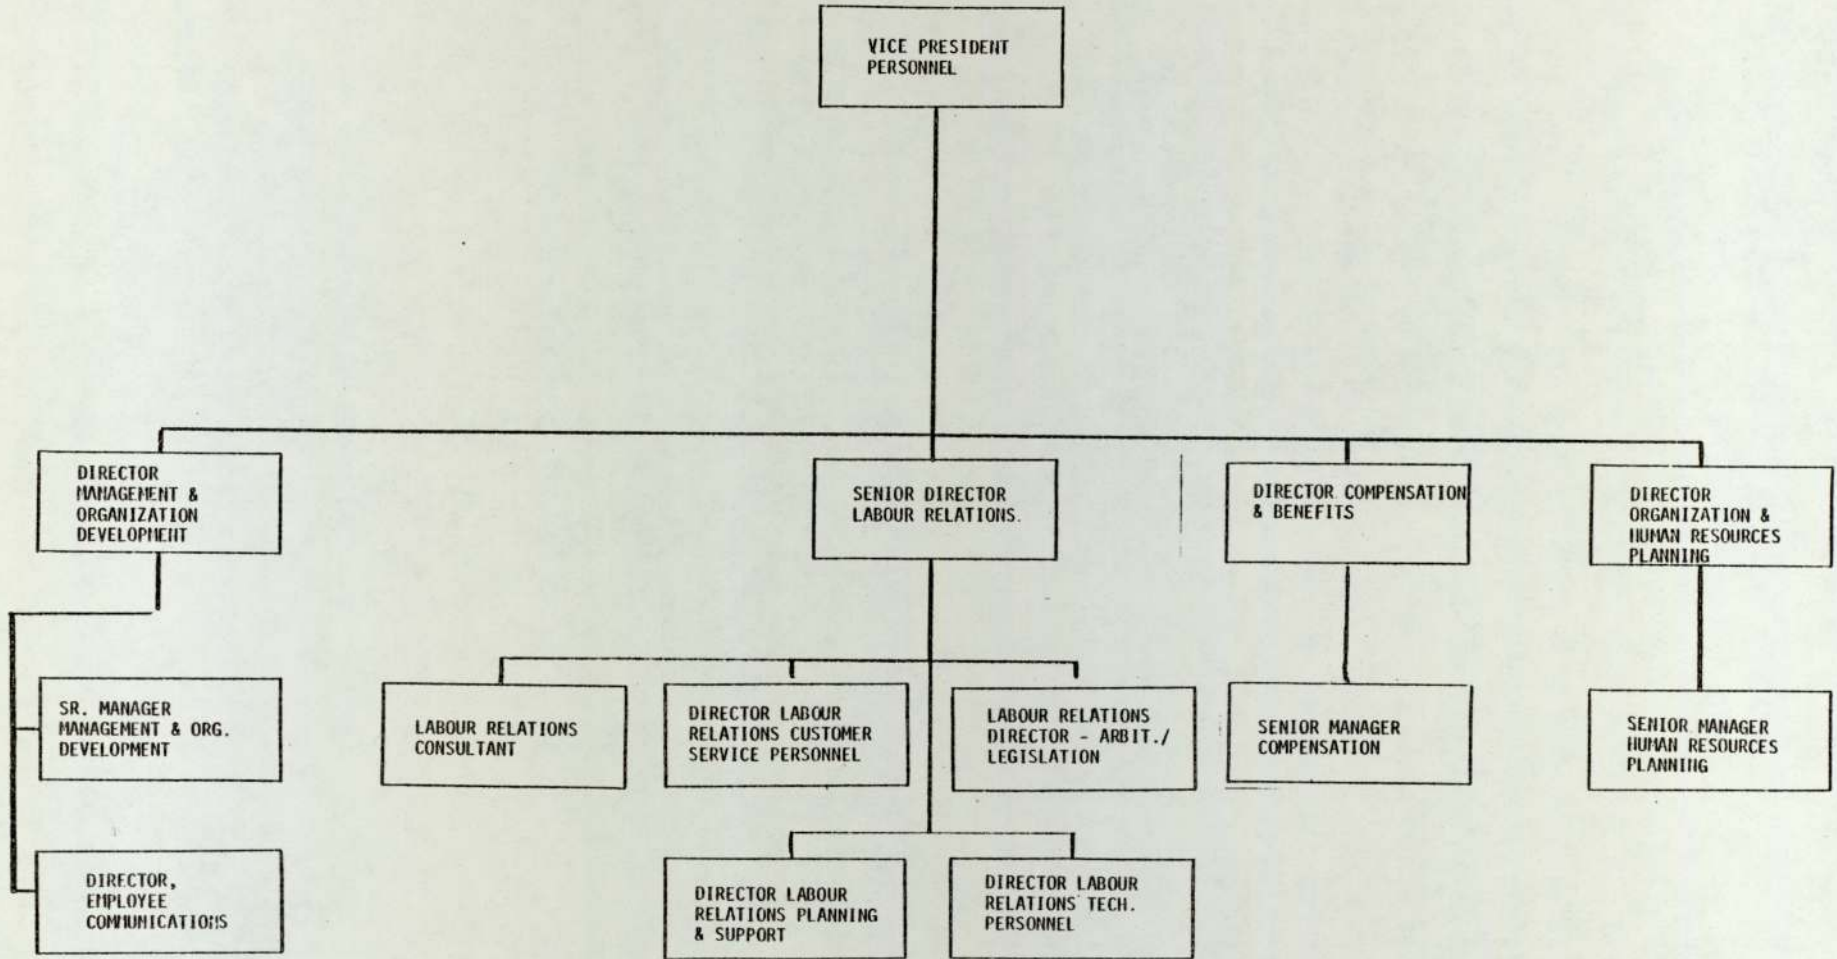 VICE PRESIDENT
PERSONNEL
DIRECTOR
MANAGEMENT &
ORGANIZATION
DEVELOPMENT
SENIOR DIRECTOR
LABOUR RELATIONS.
DIRECTOR COMPENSATION
& BENEFITS
DIRECTOR
ORGANIZATION &
HUMAN RESOURCES
PLANNING
SR. MANAGER
MANAGEMENT & ORG.
DEVELOPMENT
LABOUR RELATIONS
CONSULTANT
DIRECTOR LABOUR
RELATIONS CUSTOMER
SERVICE PERSONNEL
LABOUR RELATIONS
DIRECTOR - ARBIT./
LEGISLATION
SENIOR MANAGER
COMPENSATION
SENIOR MANAGER
HUMAN RESOURCES
PLANNING
DIRECTOR,
EMPLOYEE
COMMUNICATIONS
DIRECTOR LABOUR
RELATIONS PLANNING
& SUPPORT
DIRECTOR LABOUR
RELATIONS TECH.
PERSONNEL